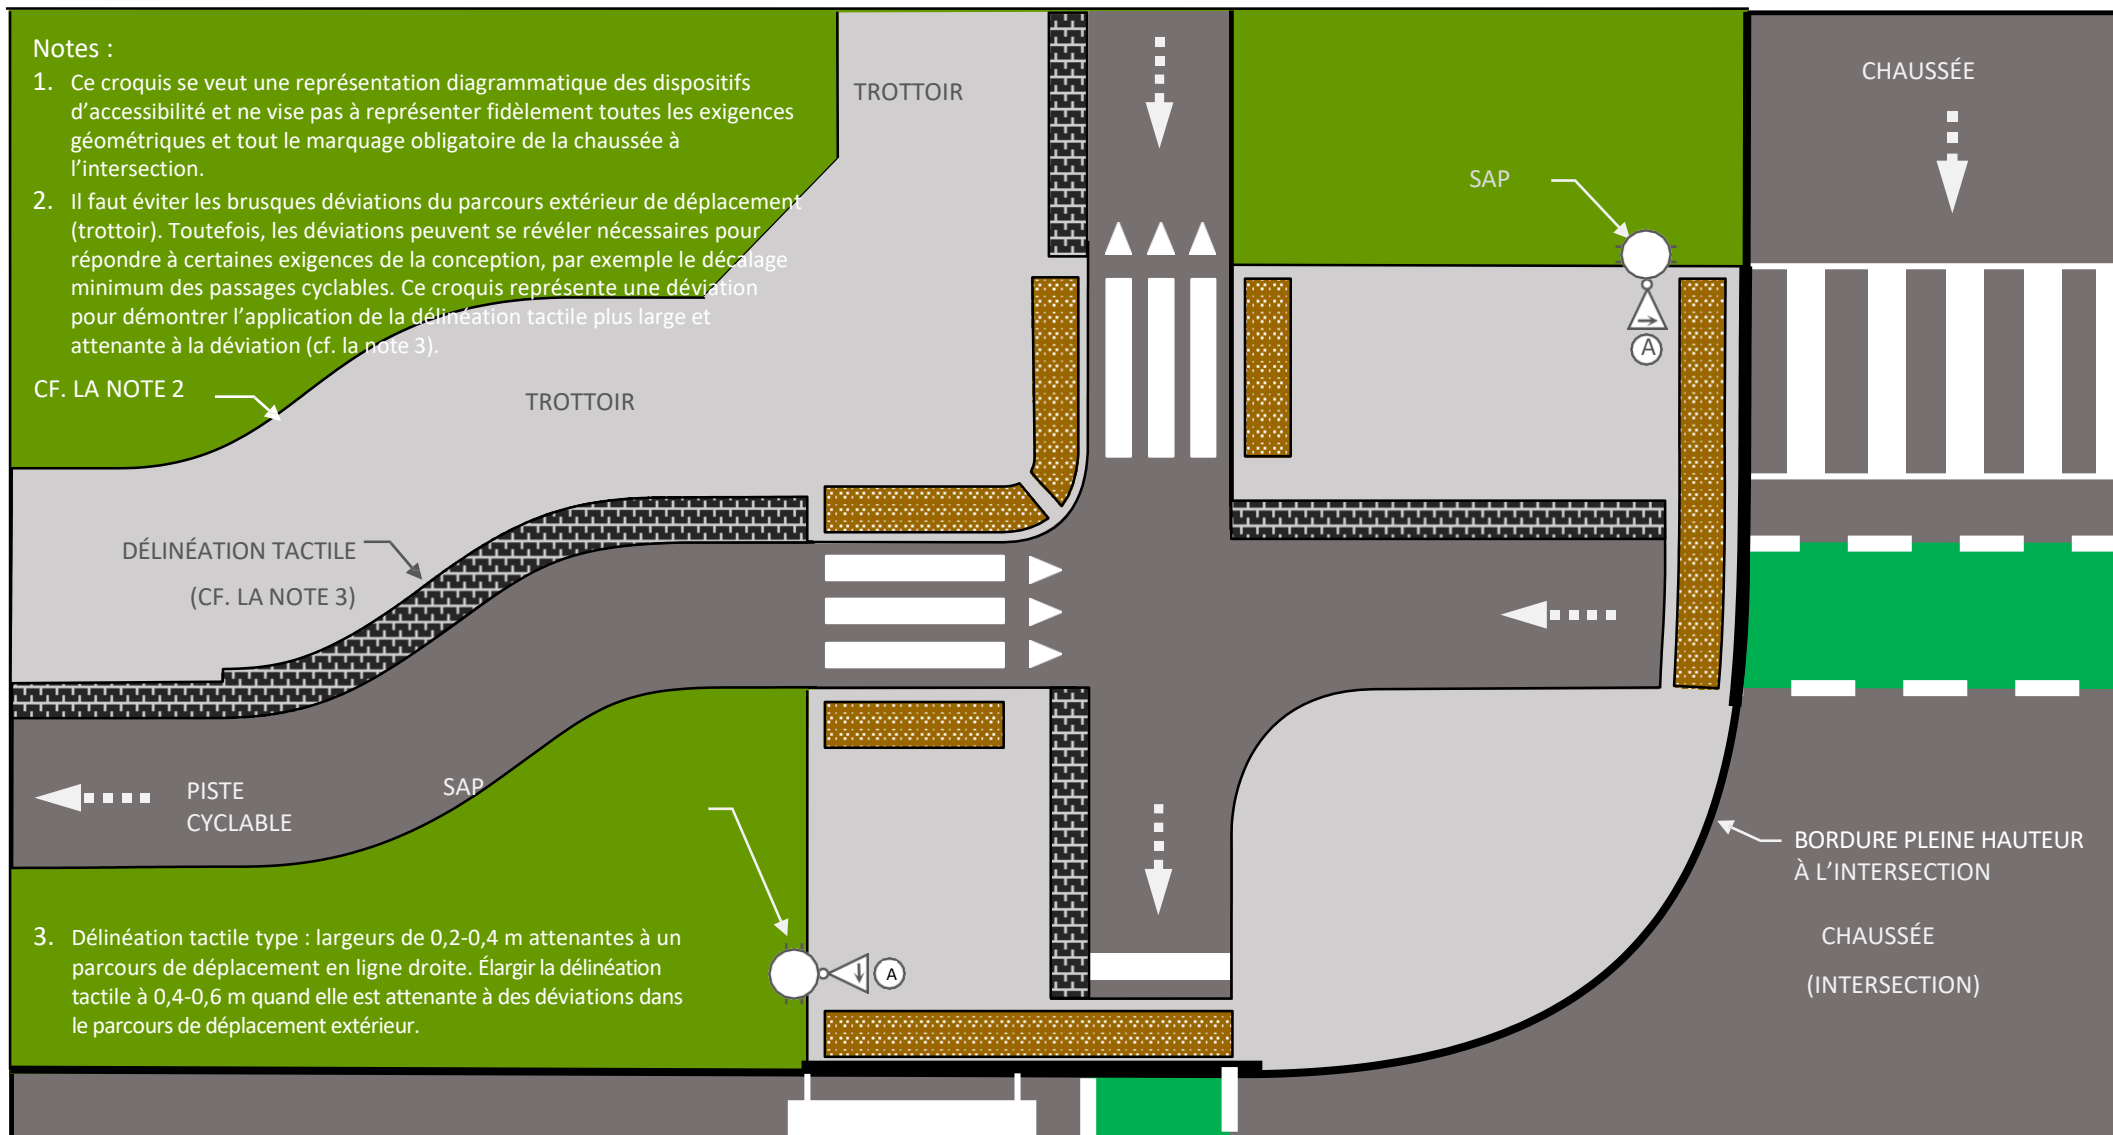 Notes :
1. Ce croquis se veut une représentation diagrammatique des dispositifs
d'accessibilité et ne vise pas à représenter fidèlement toutes les exigences
géométriques et tout le marquage obligatoire de la chaussée à
l'intersection.
2. Il faut éviter les brusques déviations du parcours extérieur de déplacement
(trottoir). Toutefois, les déviations peuvent se révéler nécessaires pour
répondre à certaines exigences de la conception, par exemple le décalage
minimum des passages cyclables. Ce croquis représente une déviation
pour démontrer l'application de la délinéation tactile plus large et
attenante à la déviation (cf. la note 3).
CF. LA NOTE 2
TROTTOIR
TROTTOIR
SAP
A
CHAUSSÉE
DÉLINÉATION TACTILE
(CF. LA NOTE 3)
PISTE
CYCLABLE
SAP
A
BORDURE PLEINE HAUTEUR
À L'INTERSECTION
CHAUSSÉE
(INTERSECTION)
3. Délinéation tactile type : largeurs de 0,2-0,4 m attenantes à un
parcours de déplacement en ligne droite. Élargir la délinéation
tactile à 0,4-0,6 m quand elle est attenante à des déviations dans
le parcours de déplacement extérieur.